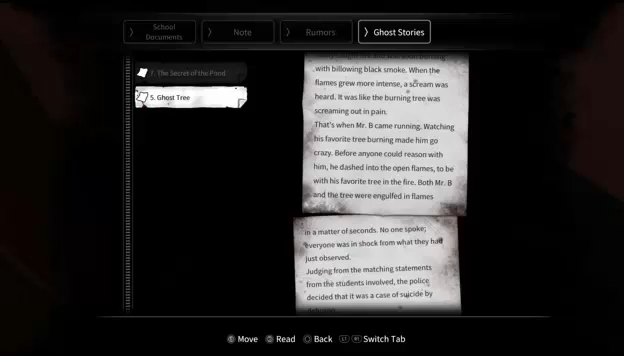 School
Documents
Note
Rumors
Ghost Stories
7. The Secret of the Pond
5. Ghost Tree
with billowing black smoke. When the
flames grew more intense, a scream was
heard. It was like the burning tree was
screaming out in pain.
That's when Mr. B came running. Watching
his favorite tree burning made him go
crazy. Before anyone could reason with
him, he dashed into the open flames, to be
with his favorite tree in the fire. Both Mr. B
and the tree were engulfed in flames
in a matter of seconds. No one spoke;
everyone was in shock from what they had
just observed.
Judging from the matching statements
from the students involved, the police
decided that it was a case of suicide by
Move Read Back L1 R1 Switch Tab